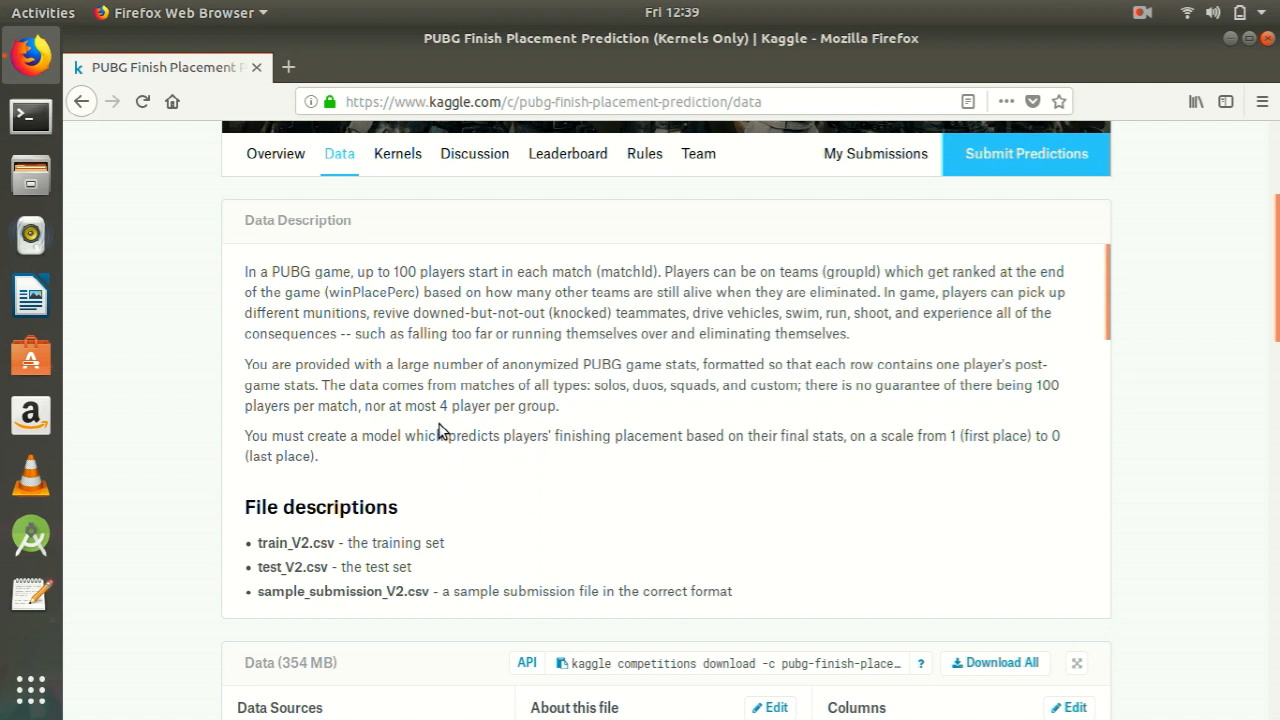 Activities Firefox Web Browser Fri 12:39
PUBG Finish Placement Prediction (Kernels Only) | Kaggle - Mozilla Firefox
k PUBG Finish Placement
https://www.kaggle.com/c/pubg-finish-placement-prediction/data
Overview Data Kernels Discussion Leaderboard Rules Team My Submissions Submit Predictions
Data Description
In a PUBG game, up to 100 players start in each match (matchId). Players can be on teams (groupId) which get ranked at the end
of the game (winPlacePerc) based on how many other teams are still alive when they are eliminated. In game, players can pick up
different munitions, revive downed-but-not-out (knocked) teammates, drive vehicles, swim, run, shoot, and experience all of the
consequences -- such as falling too far or running themselves over and eliminating themselves.
You are provided with a large number of anonymized PUBG game stats, formatted so that each row contains one player's post-
game stats. The data comes from matches of all types: solos, duos, squads, and custom; there is no guarantee of there being 100
players per match, nor at most 4 player per group.
You must create a model which predicts players' finishing placement based on their final stats, on a scale from 1 (first place) to 0
(last place).
File descriptions
• train_V2.csv - the training set
• test_V2.csv - the test set
• sample_submission_V2.csv - a sample submission file in the correct format
Data (354 MB) API kaggle competitions download -c pubg-finish-place… ? Download All
Data Sources About this file Edit Columns Edit